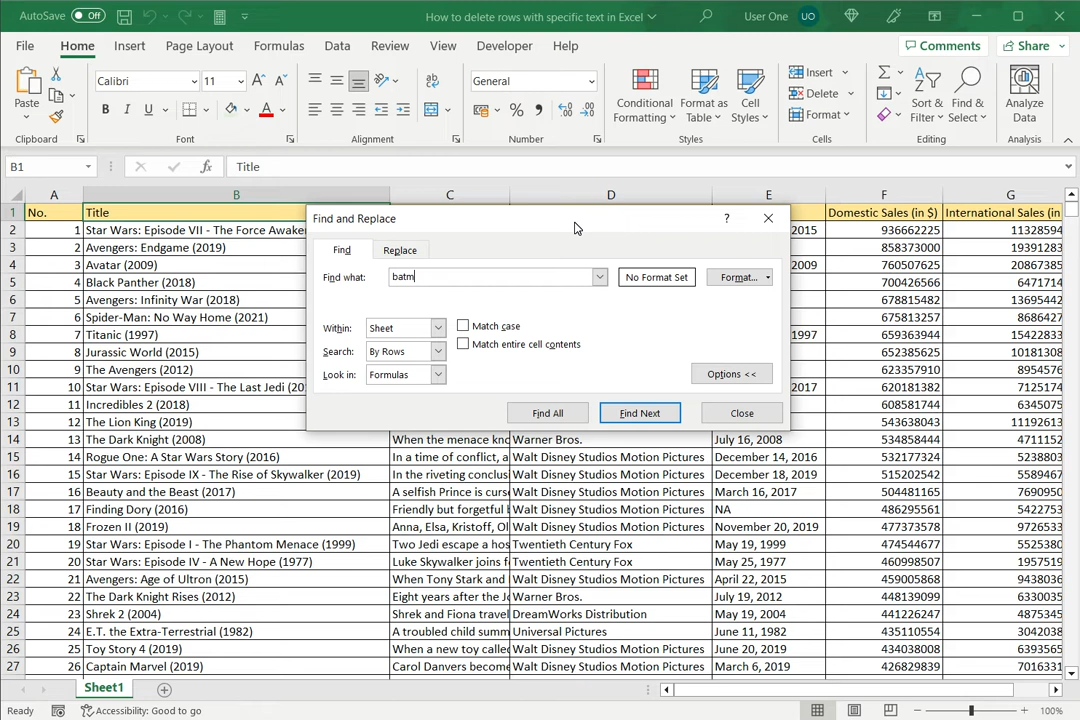 AutoSave Off How to delete rows with specific text in Excel User One UO
File Home Insert Page Layout Formulas Data Review View Developer Help Comments Share
Paste Calibri 11 General Conditional Formatting Format as Table Cell Styles Insert Delete Format Sort & Filter Find & Select Analyze Data
Clipboard Font Alignment Number Styles Cells Editing Analysis
B1 fx Title
A B C D E F G
1 No. Title Domestic Sales (in $) International Sales (in
2 1 Star Wars: Episode VII - The Force Awake 2015 936662225 11328594
3 2 Avengers: Endgame (2019) 858373000 19391283
4 3 Avatar (2009) 2009 760507625 20867385
5 4 Black Panther (2018) 700426566 6471714
6 5 Avengers: Infinity War (2018) 678815482 13695442
7 6 Spider-Man: No Way Home (2021) 675813257 8686427
8 7 Titanic (1997) 1997 659363944 15422833
9 8 Jurassic World (2015) 652385625 10181308
10 9 The Avengers (2012) 623357910 8954576
11 10 Star Wars: Episode VIII - The Last Jedi (20 2017 620181382 7125174
12 11 Incredibles 2 (2018) 608581744 6345075
13 12 The Lion King (2019) 543638043 11192613
14 13 The Dark Knight (2008) When the menace kno Warner Bros. July 16, 2008 534858444 4711152
15 14 Rogue One: A Star Wars Story (2016) In a time of conflict, a Walt Disney Studios Motion Pictures December 14, 2016 532177324 5238803
16 15 Star Wars: Episode IX - The Rise of Skywalker (2019) In the riveting conclus Walt Disney Studios Motion Pictures December 18, 2019 515202542 5589467
17 16 Beauty and the Beast (2017) A selfish Prince is curse Walt Disney Studios Motion Pictures March 16, 2017 504481165 7690950
18 17 Finding Dory (2016) Friendly but forgetful Walt Disney Studios Motion Pictures NA 486295561 5422753
19 18 Frozen II (2019) Anna, Elsa, Kristoff, Ol Walt Disney Studios Motion Pictures November 20, 2019 477373578 9726533
20 19 Star Wars: Episode I - The Phantom Menace (1999) Two Jedi escape a hos Twentieth Century Fox May 19, 1999 474544677 5525380
21 20 Star Wars: Episode IV - A New Hope (1977) Luke Skywalker joins f Twentieth Century Fox May 25, 1977 460998507 1957519
22 21 Avengers: Age of Ultron (2015) When Tony Stark and Walt Disney Studios Motion Pictures April 22, 2015 459005868 9438036
23 22 The Dark Knight Rises (2012) Eight years after the J Warner Bros. July 19, 2012 448139099 6330035
24 23 Shrek 2 (2004) Shrek and Fiona travel DreamWorks Distribution May 19, 2004 441226247 4875345
25 24 E.T. the Extra-Terrestrial (1982) A troubled child summ Universal Pictures June 11, 1982 435110554 3042038
26 25 Toy Story 4 (2019) When a new toy called Walt Disney Studios Motion Pictures June 20, 2019 434038008 6393565
27 26 Captain Marvel (2019) Carol Danvers become Walt Disney Studios Motion Pictures March 6, 2019 426829839 7016331
Find and Replace ?
Find Replace
Find what: batm No Format Set Format...
Within: Sheet Match case
Search: By Rows Match entire cell contents
Look in: Formulas Options <<
Find All Find Next Close
Sheet1
Ready Accessibility: Good to go 100%